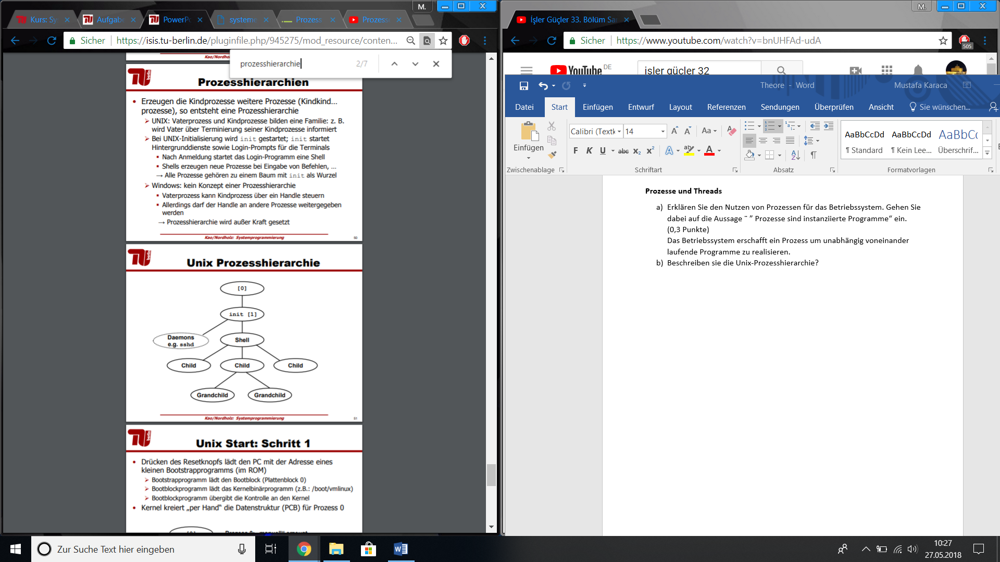 M.
Kurs: Sy
Aufgabe
PowerPo
systeme
Prozess
Prozess
Sicher
https://isis.tu-berlin.de/pluginfile.php/945275/mod_resource/conten...
prozesshierarchie
2/7
Kao/Nordholz: Systemprogrammierung
Prozesshierarchien
• Erzeugen die Kindprozesse weitere Prozesse (Kindkind...
prozesse), so entsteht eine Prozesshierarchie
➢ UNIX: Vaterprozess und Kindprozesse bilden eine Familie: z. B.
wird Vater über Terminierung seiner Kindprozesse informiert
➢ Bei UNIX-Initialisierung wird init gestartet; init startet
Hintergrunddienste sowie Login-Prompts für die Terminals
▪ Nach Anmeldung startet das Login-Programm eine Shell
▪ Shells erzeugen neue Prozesse bei Eingabe von Befehlen, ...
→ Alle Prozesse gehören zu einem Baum mit init als Wurzel
➢ Windows: kein Konzept einer Prozesshierarchie
▪ Vaterprozess kann Kindprozess über ein Handle steuern
▪ Allerdings darf der Handle an andere Prozesse weitergegeben
werden
→ Prozesshierarchie wird außer Kraft gesetzt
Kao/Nordholz: Systemprogrammierung
50
Unix Prozesshierarchie
[0]
init [1]
Daemons
e.g. sshd
Shell
Child
Child
Child
Grandchild
Grandchild
Kao/Nordholz: Systemprogrammierung
51
Unix Start: Schritt 1
• Drücken des Resetknopfs lädt den PC mit der Adresse eines
kleinen Bootstrapprogramms (im ROM)
➢ Bootstrapprogramm lädt den Bootblock (Plattenblock 0)
➢ Bootblockprogramm lädt das Kernelbinärprogramm (z.B.: /boot/vmlinux)
➢ Bootblockprogramm übergibt die Kontrolle an den Kernel
• Kernel kreiert „per Hand“ die Datenstruktur (PCB) für Prozess 0
M.
İşler Güçler 33. Bölüm San
Sicher
https://www.youtube.com/watch?v=bnUHFAd-udA
505
YouTube DE
işler güçler 32
Theore - Word
Mustafa Karaca
Datei
Start
Einfügen
Entwurf
Layout
Referenzen
Sendungen
Überprüfen
Ansicht
Sie wünschen...
Einfügen
Zwischenablage
Calibri (Textk
14
Aa
F K U abc X₂ X²
A
A
Schriftart
Absatz
AaBbCcDd
AaBbCcDd
AaBbCc
¶ Standard
¶ Kein Lee...
Überschrif...
Formatvorlagen
Prozesse und Threads
a) Erklären Sie den Nutzen von Prozessen für das Betriebssystem. Gehen Sie
dabei auf die Aussage ¨ ” Prozesse sind instanziierte Programme“ ein.
(0,3 Punkte)
Das Betriebssystem erschafft ein Prozess um unabhängig voneinander
laufende Programme zu realisieren.
b) Beschreiben sie die Unix-Prozesshierarchie?
Zur Suche Text hier eingeben
10:27
27.05.2018